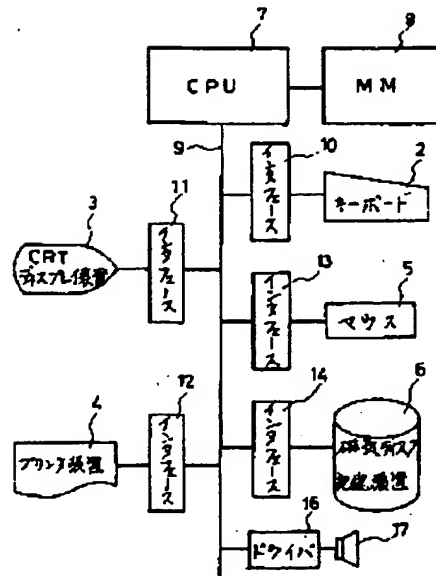 7
8
CPU
MM
9
10
2
インタフェース
キーボード
3
11
CRT
ディスプレイ装置
インタフェース
13
5
インタフェース
マウス
4
12
14
6
プリンタ装置
インタフェース
インタフェース
磁気ディスク
記憶装置
16
17
ドライバ